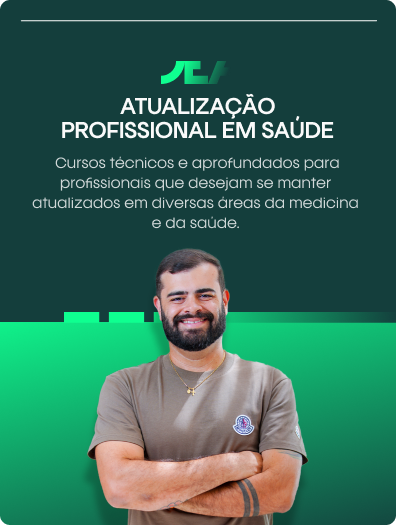 ATUALIZAÇÃO
PROFISSIONAL EM SAÚDE
Cursos técnicos e aprofundados para
profissionais que desejam se manter
atualizados em diversas áreas da medicina
e da saúde.